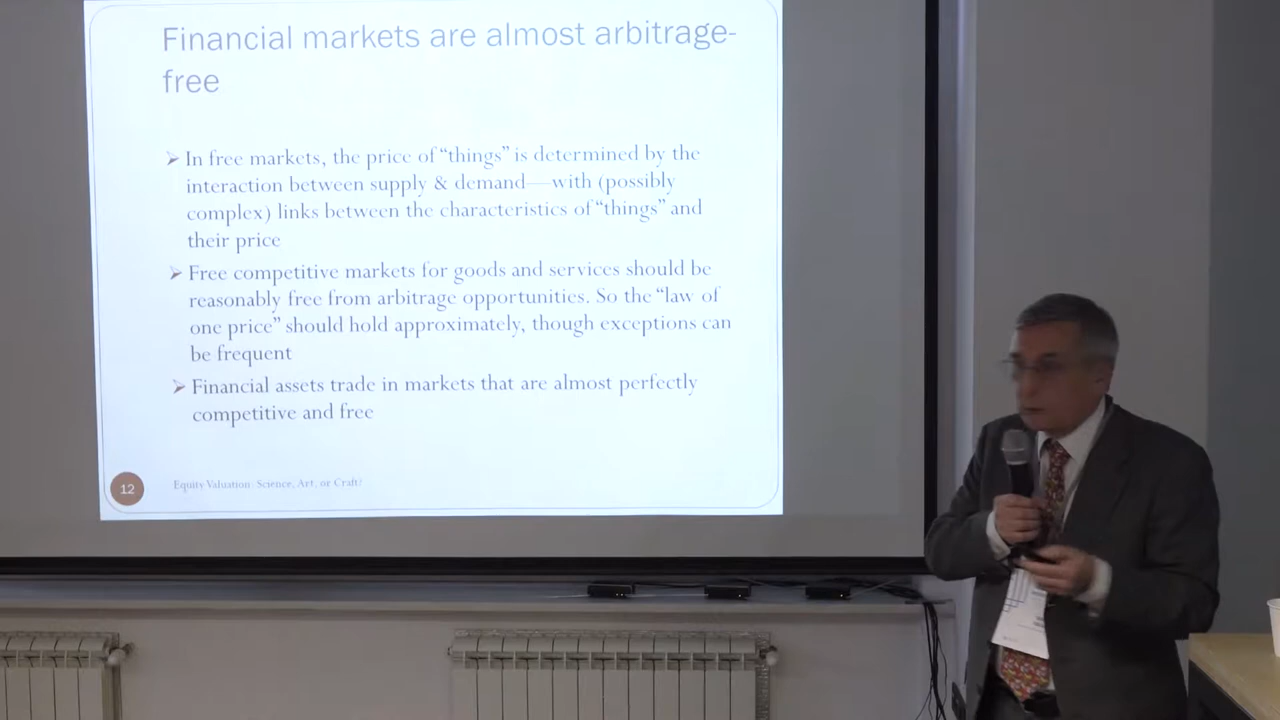 Financial markets are almost arbitrage-
free
In free markets, the price of “things” is determined by the
interaction between supply & demand—with (possibly
complex) links between the characteristics of “things” and
their price
Free competitive markets for goods and services should be
reasonably free from arbitrage opportunities. So the “law of
one price” should hold approximately, though exceptions can
be frequent
Financial assets trade in markets that are almost perfectly
competitive and free
12
Equity Valuation: Science, Art, or Craft?